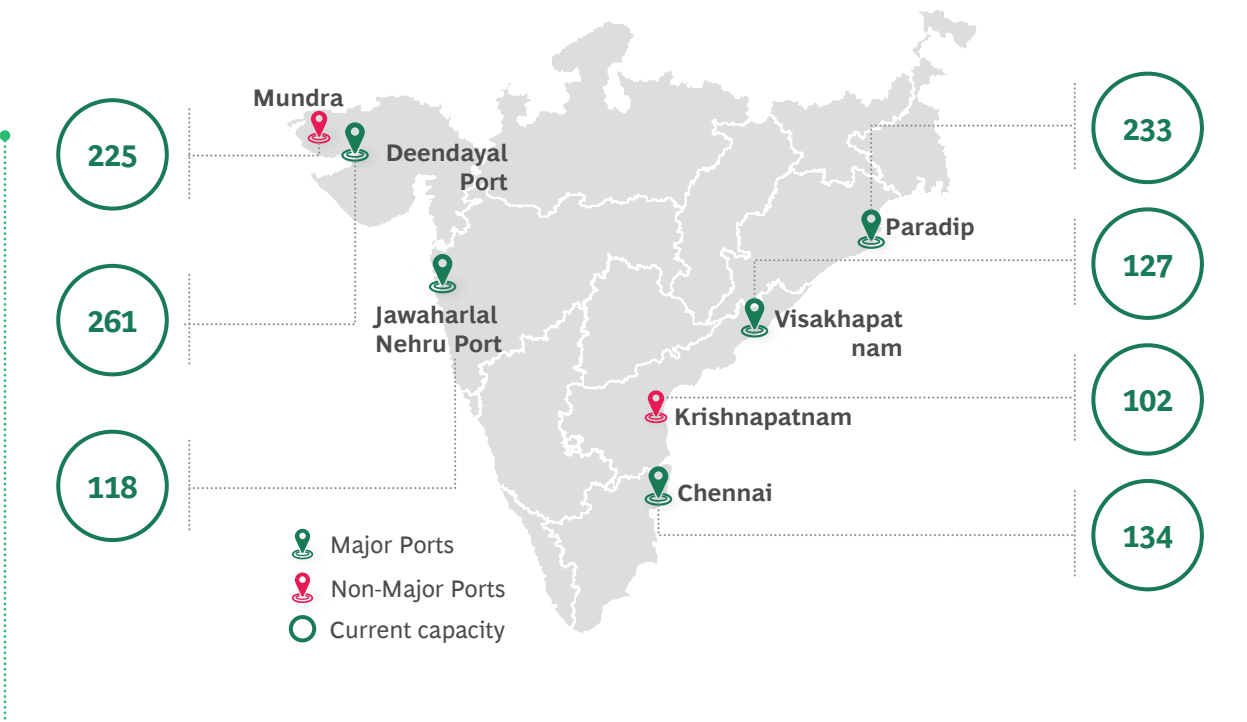 Mundra
225
Deendayal
Port
261
Jawaharlal
Nehru Port
118
233
Paradip
127
Visakhapat
nam
102
Krishnapatnam
Chennai
134
Major Ports
Non-Major Ports
Current capacity